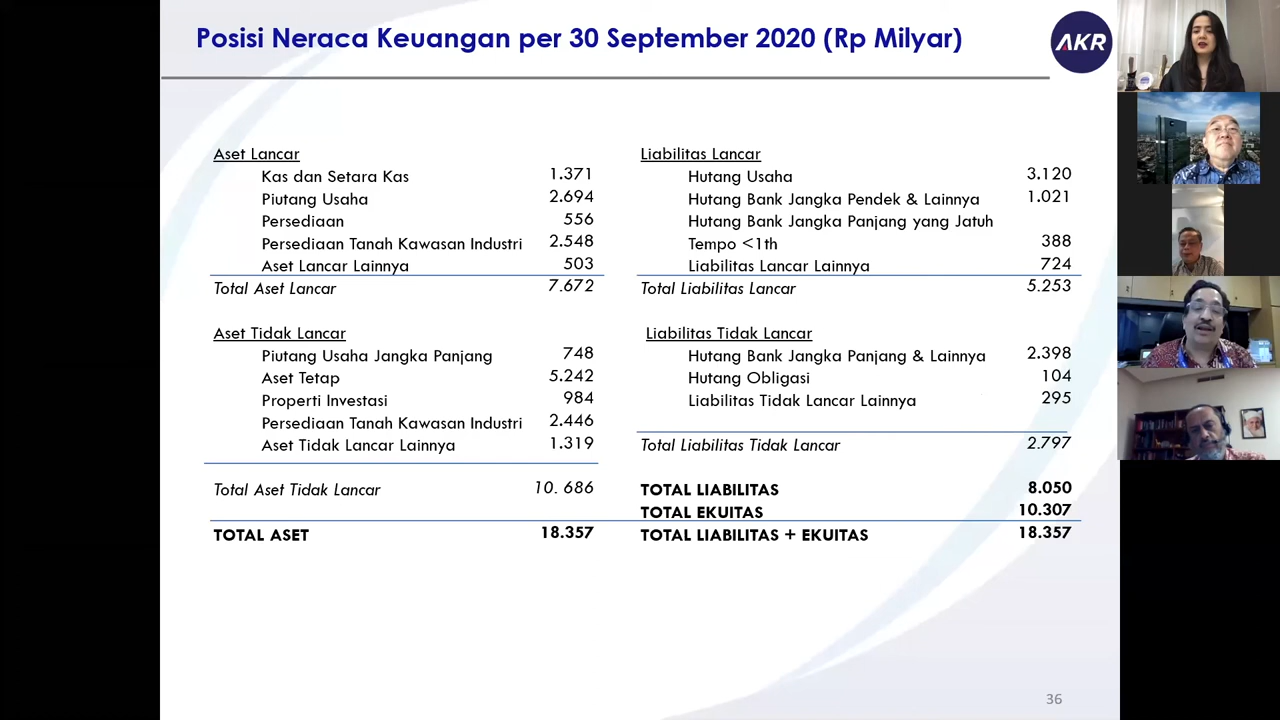 Posisi Neraca Keuangan per 30 September 2020 (Rp Milyar)
AKR
Aset Lancar
Kas dan Setara Kas 1.371
Piutang Usaha 2.694
Persediaan 556
Persediaan Tanah Kawasan Industri 2.548
Aset Lancar Lainnya 503
Total Aset Lancar 7.672
Aset Tidak Lancar
Piutang Usaha Jangka Panjang 748
Aset Tetap 5.242
Properti Investasi 984
Persediaan Tanah Kawasan Industri 2.446
Aset Tidak Lancar Lainnya 1.319
Total Aset Tidak Lancar 10. 686
TOTAL ASET 18.357
Liabilitas Lancar
Hutang Usaha 3.120
Hutang Bank Jangka Pendek & Lainnya 1.021
Hutang Bank Jangka Panjang yang Jatuh
Tempo <1th 388
Liabilitas Lancar Lainnya 724
Total Liabilitas Lancar 5.253
Liabilitas Tidak Lancar
Hutang Bank Jangka Panjang & Lainnya 2.398
Hutang Obligasi 104
Liabilitas Tidak Lancar Lainnya 295
Total Liabilitas Tidak Lancar 2.797
TOTAL LIABILITAS 8.050
TOTAL EKUITAS 10.307
TOTAL LIABILITAS + EKUITAS 18.357
36